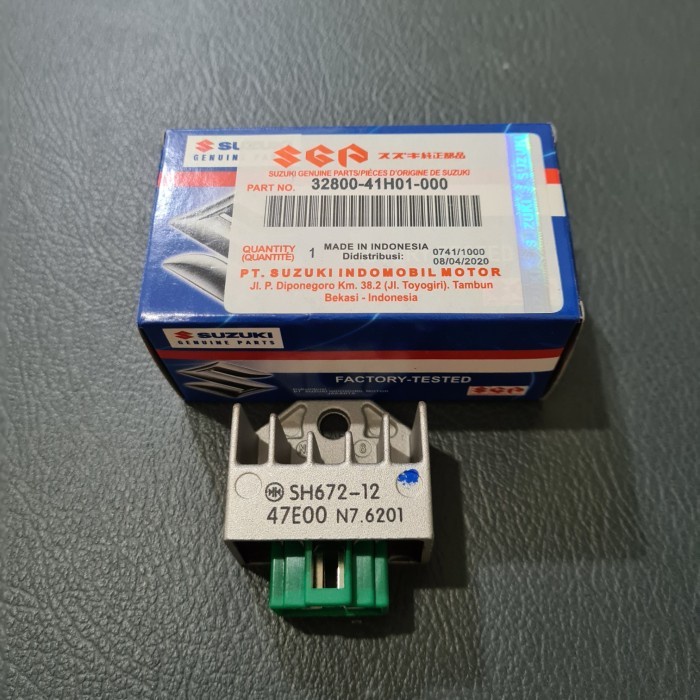 SUZUKI
GENUINE
SGP スズキ純正部品
SUZUKI GENUINE PARTS/PIÈCES D'ORIGINE DE SUZUKI
PART NO. 32800-41H01-000
QUANTITY 1 MADE IN INDONESIA 0741/1000
(QUANTITÉ) Didistribusi: 08/04/2020
PT. SUZUKI INDOMOBIL MOTOR
Jl. P. Diponegoro Km. 38.2 (Jl. Toyogiri). Tambun
Bekasi - Indonesia
SUZUKI
SUZUKI
GENUINE PARTS
FACTORY-TESTED
SGP
SH672-12
47E00 N7.6201